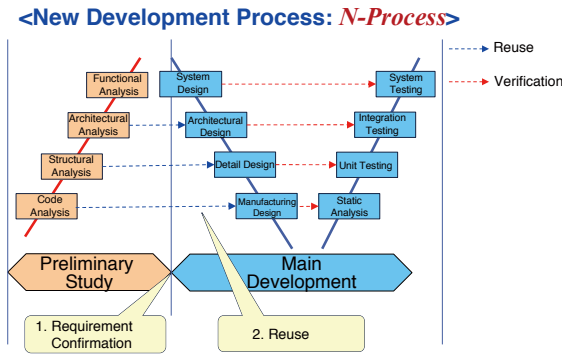 <New Development Process: N-Process>
Reuse
Verification
Functional
Analysis
System
Design
System
Testing
Architectural
Analysis
Architectural
Design
Integration
Testing
Structural
Analysis
Detail Design
Unit Testing
Code
Analysis
Manufacturing
Design
Static
Analysis
Preliminary
Study
Main
Development
1. Requirement
Confirmation
2. Reuse